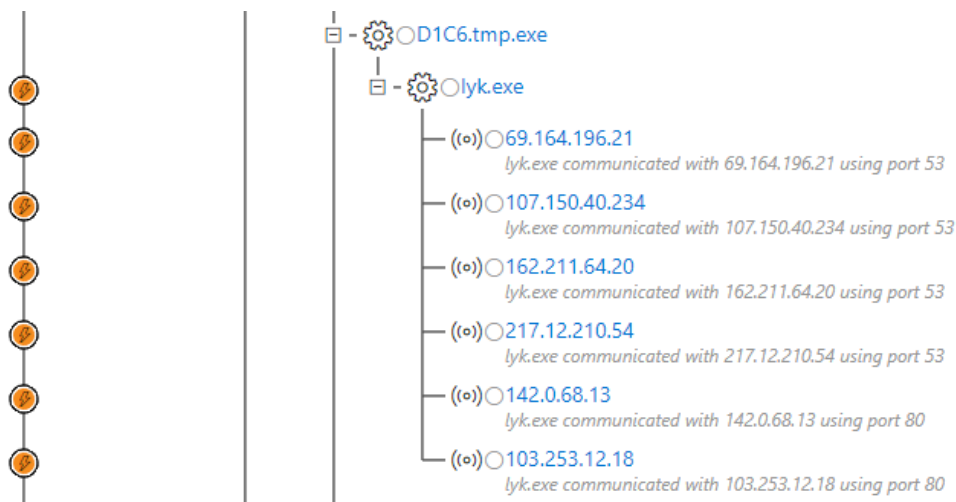 D1C6.tmp.exe
lyk.exe
69.164.196.21
lyk.exe communicated with 69.164.196.21 using port 53
107.150.40.234
lyk.exe communicated with 107.150.40.234 using port 53
162.211.64.20
lyk.exe communicated with 162.211.64.20 using port 53
217.12.210.54
lyk.exe communicated with 217.12.210.54 using port 53
142.0.68.13
lyk.exe communicated with 142.0.68.13 using port 80
103.253.12.18
lyk.exe communicated with 103.253.12.18 using port 80